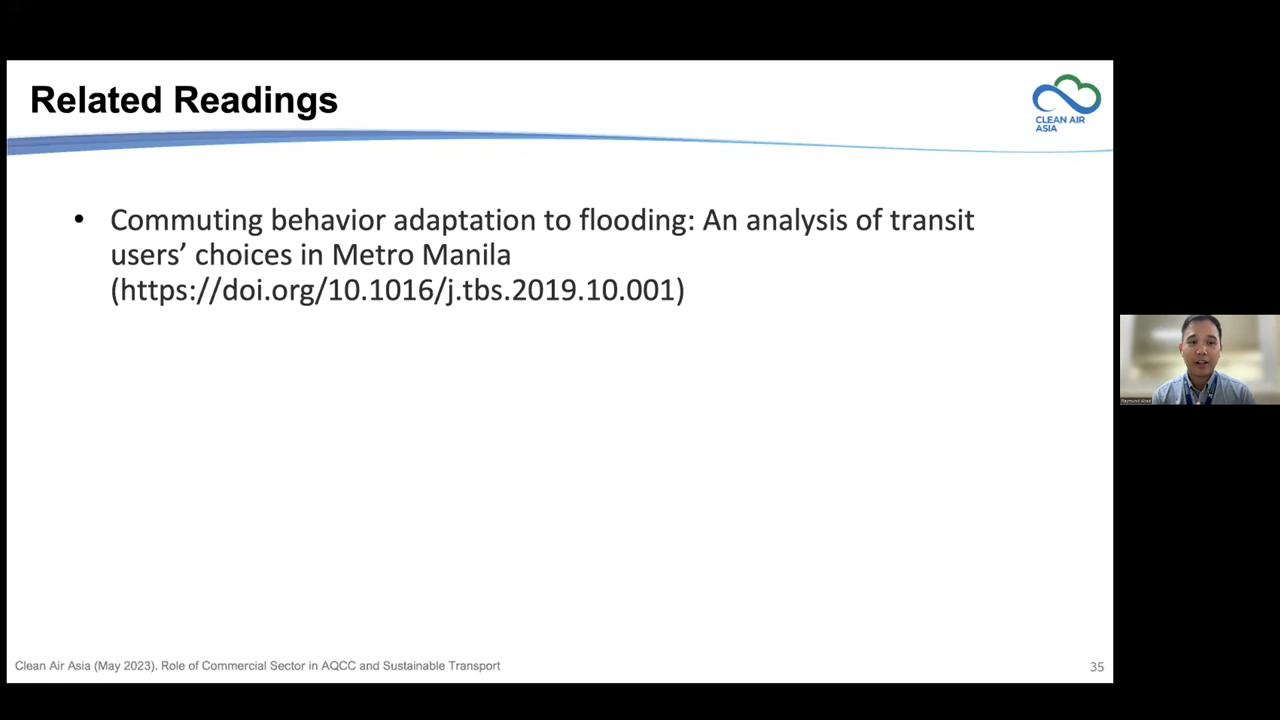 Related Readings
CLEAN AIR
ASIA
• Commuting behavior adaptation to flooding: An analysis of transit
users’ choices in Metro Manila
(https://doi.org/10.1016/j.tbs.2019.10.001)
Raymund Abad
Clean Air Asia (May 2023). Role of Commercial Sector in AQCC and Sustainable Transport
35